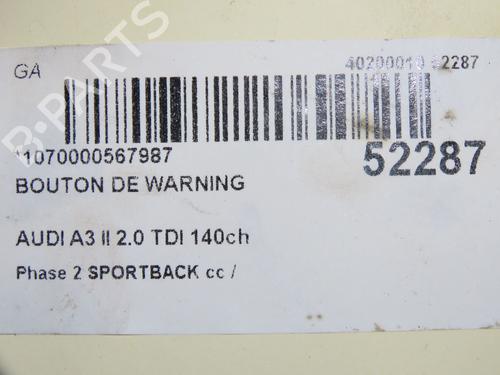 GA
40200010 52287
*1070000567987
52287
BOUTON DE WARNING
AUDI A3 II 2.0 TDI 140ch
Phase 2 SPORTBACK cc /
B-PARTS